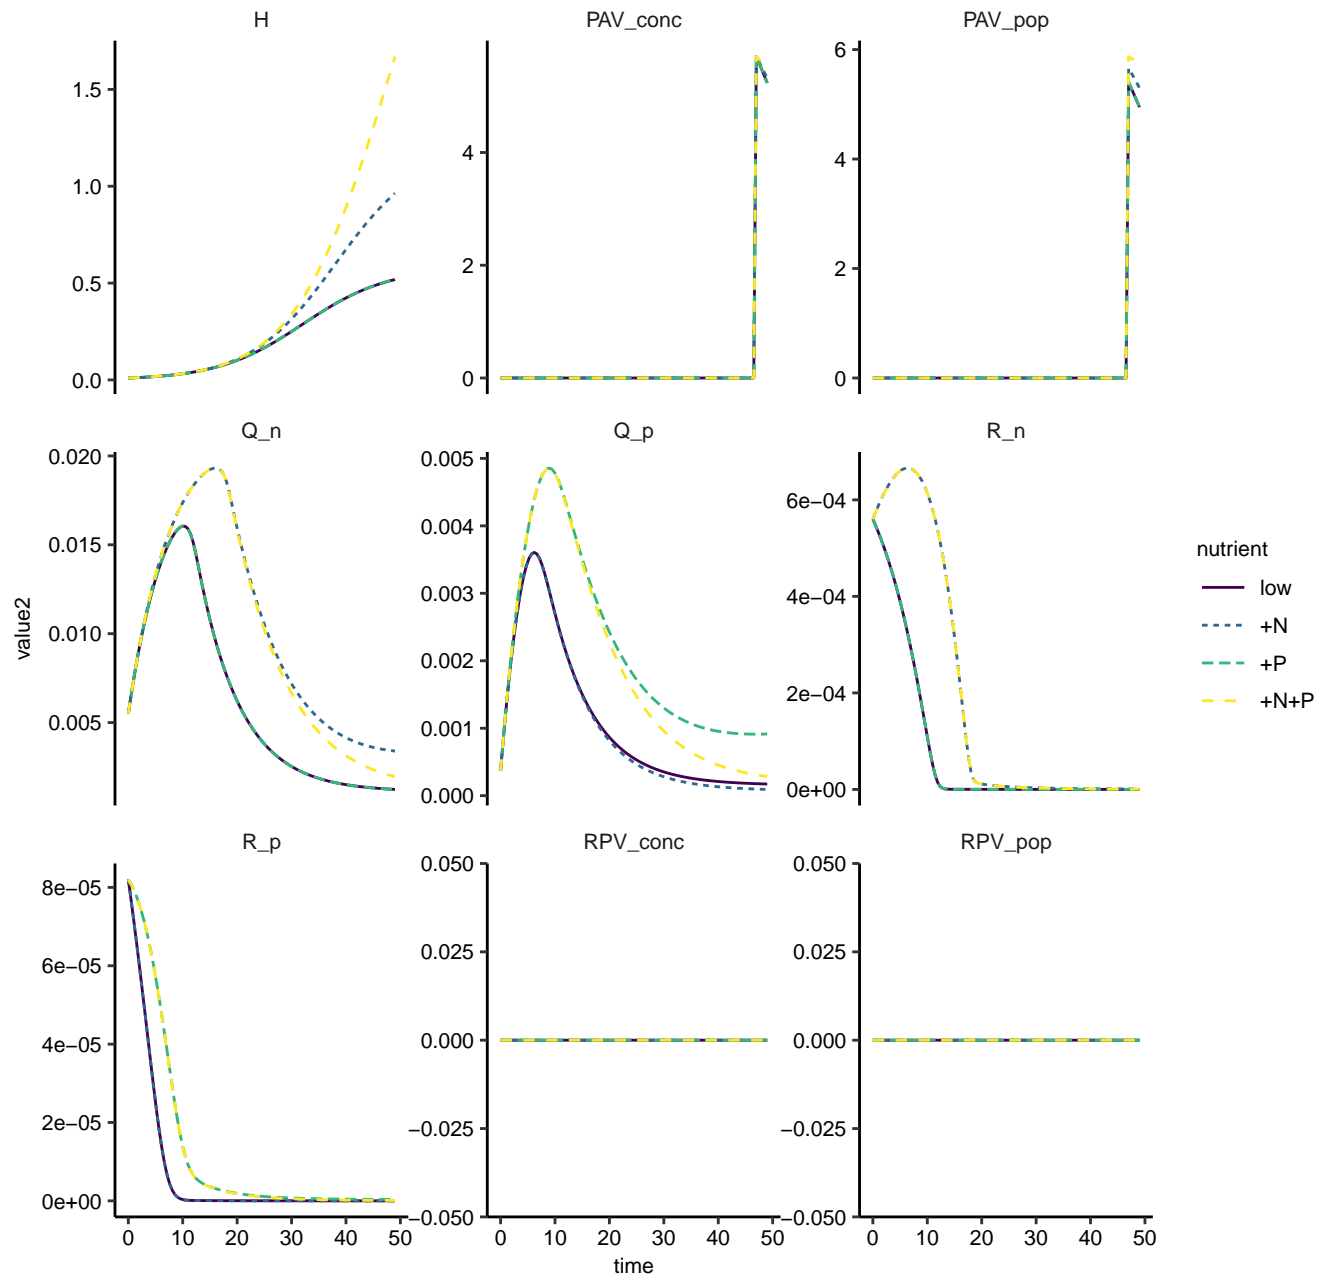 H
PAV_conc
PAV_pop
1.5
1.0
0.5
0.0
4
2
0
6
4
2
0
Q_n
Q_p
R_n
0.020
0.015
0.010
0.005
0.005
0.004
0.003
0.002
0.001
0.000
6e−04
4e−04
2e−04
0e+00
R_p
RPV_conc
RPV_pop
8e−05
6e−05
4e−05
2e−05
0e+00
0.050
0.025
0.000
−0.025
−0.050
0.050
0.025
0.000
−0.025
−0.050
0 10 20 30 40 50
0 10 20 30 40 50
0 10 20 30 40 50
time
value2
nutrient
low
+N
+P
+N+P